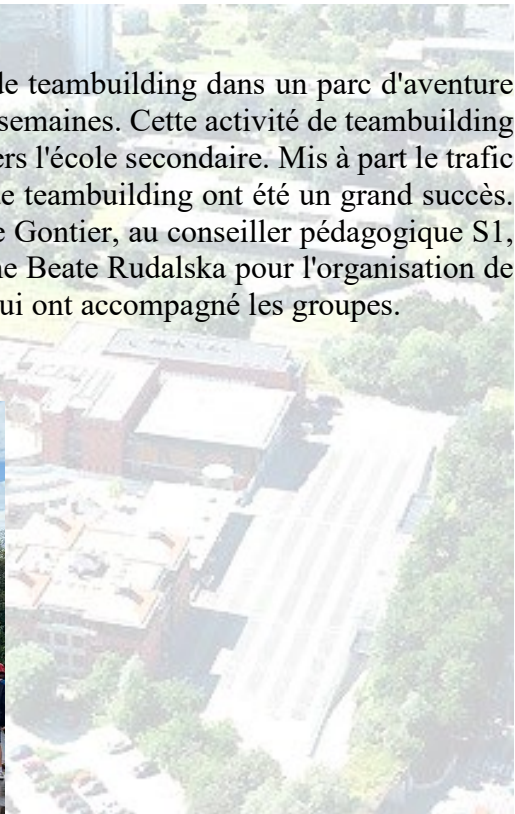 de teambuilding dans un parc d'aventure
semaines. Cette activité de teambuilding
ers l'école secondaire. Mis à part le trafic
de teambuilding ont été un grand succès.
e Gontier, au conseiller pédagogique S1,
ne Beate Rudalska pour l'organisation de
ui ont accompagné les groupes.